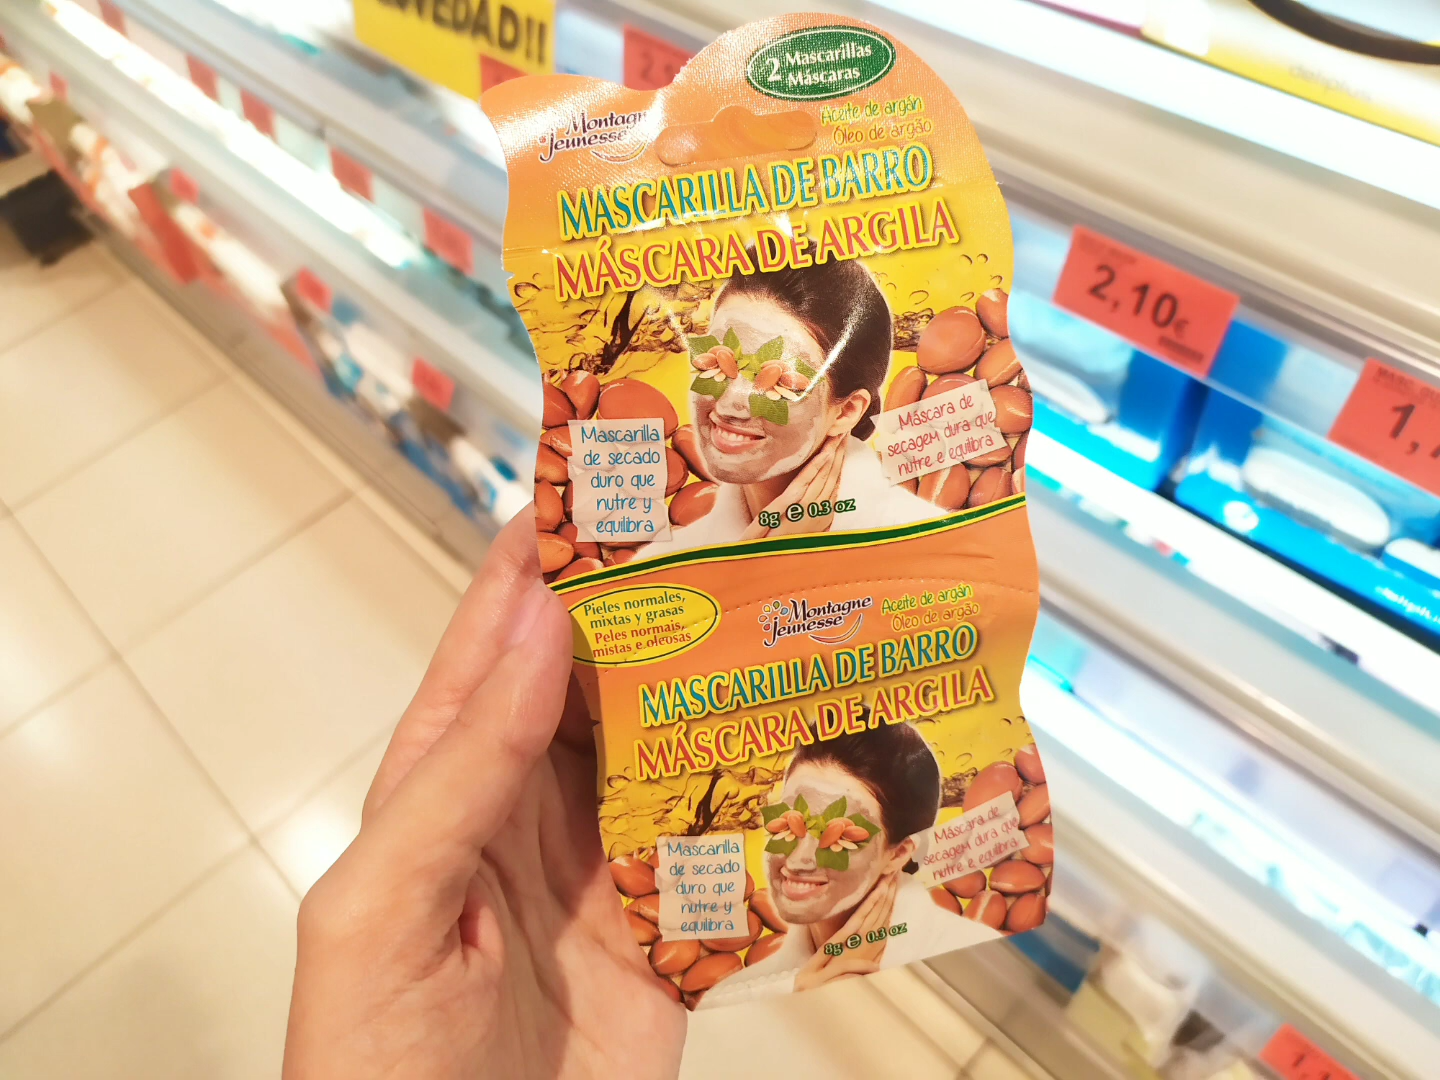 2 Mascarillas
Máscaras
Montagne
jeunesse
Aceite de argán
Óleo de argão
MASCARILLA DE BARRO
MÁSCARA DE ARGILA
Mascarilla
de secado
duro que
nutre y
equilibra
Máscara de
secagem dura que
nutre e equilibra
8g e 0.3 oz
Pieles normales,
mixtas y grasas
Peles normais,
mistas e oleosas
Montagne
jeunesse
Aceite de argán
Óleo de argão
MASCARILLA DE BARRO
MÁSCARA DE ARGILA
Mascarilla
de secado
duro que
nutre y
equilibra
Máscara de
secagem dura que
nutre e equilibra
8g e 0.3 oz
2,10€